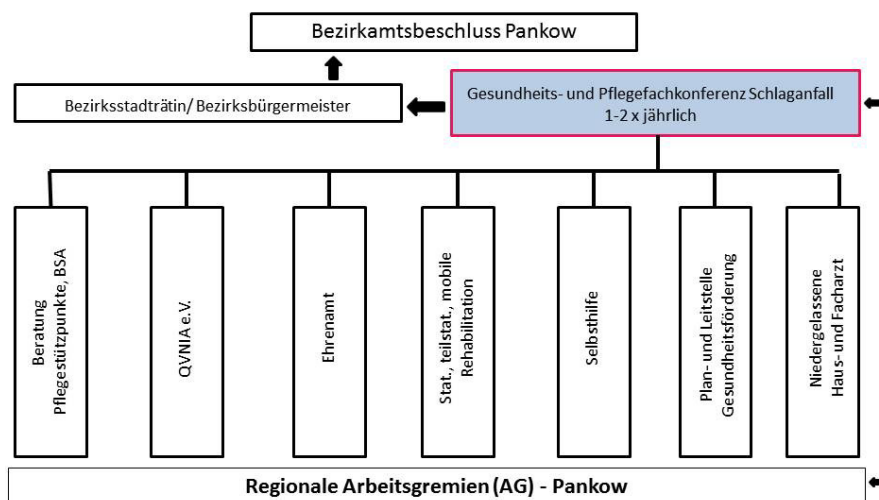 Bezirkamtsbeschluss Pankow
Bezirksstadträtin/ Bezirksbürgermeister
Gesundheits- und Pflegefachkonferenz Schlaganfall
1-2 x jährlich
Beratung
Pflegestützpunkte, BSA
QVNIA e.V.
Ehrenamt
Stat., teilstat., mobile
Rehabilitation
Selbsthilfe
Plan- und Leitstelle
Gesundheitsförderung
Niedergelassene
Haus- und Facharzt
Regionale Arbeitsgremien (AG) - Pankow